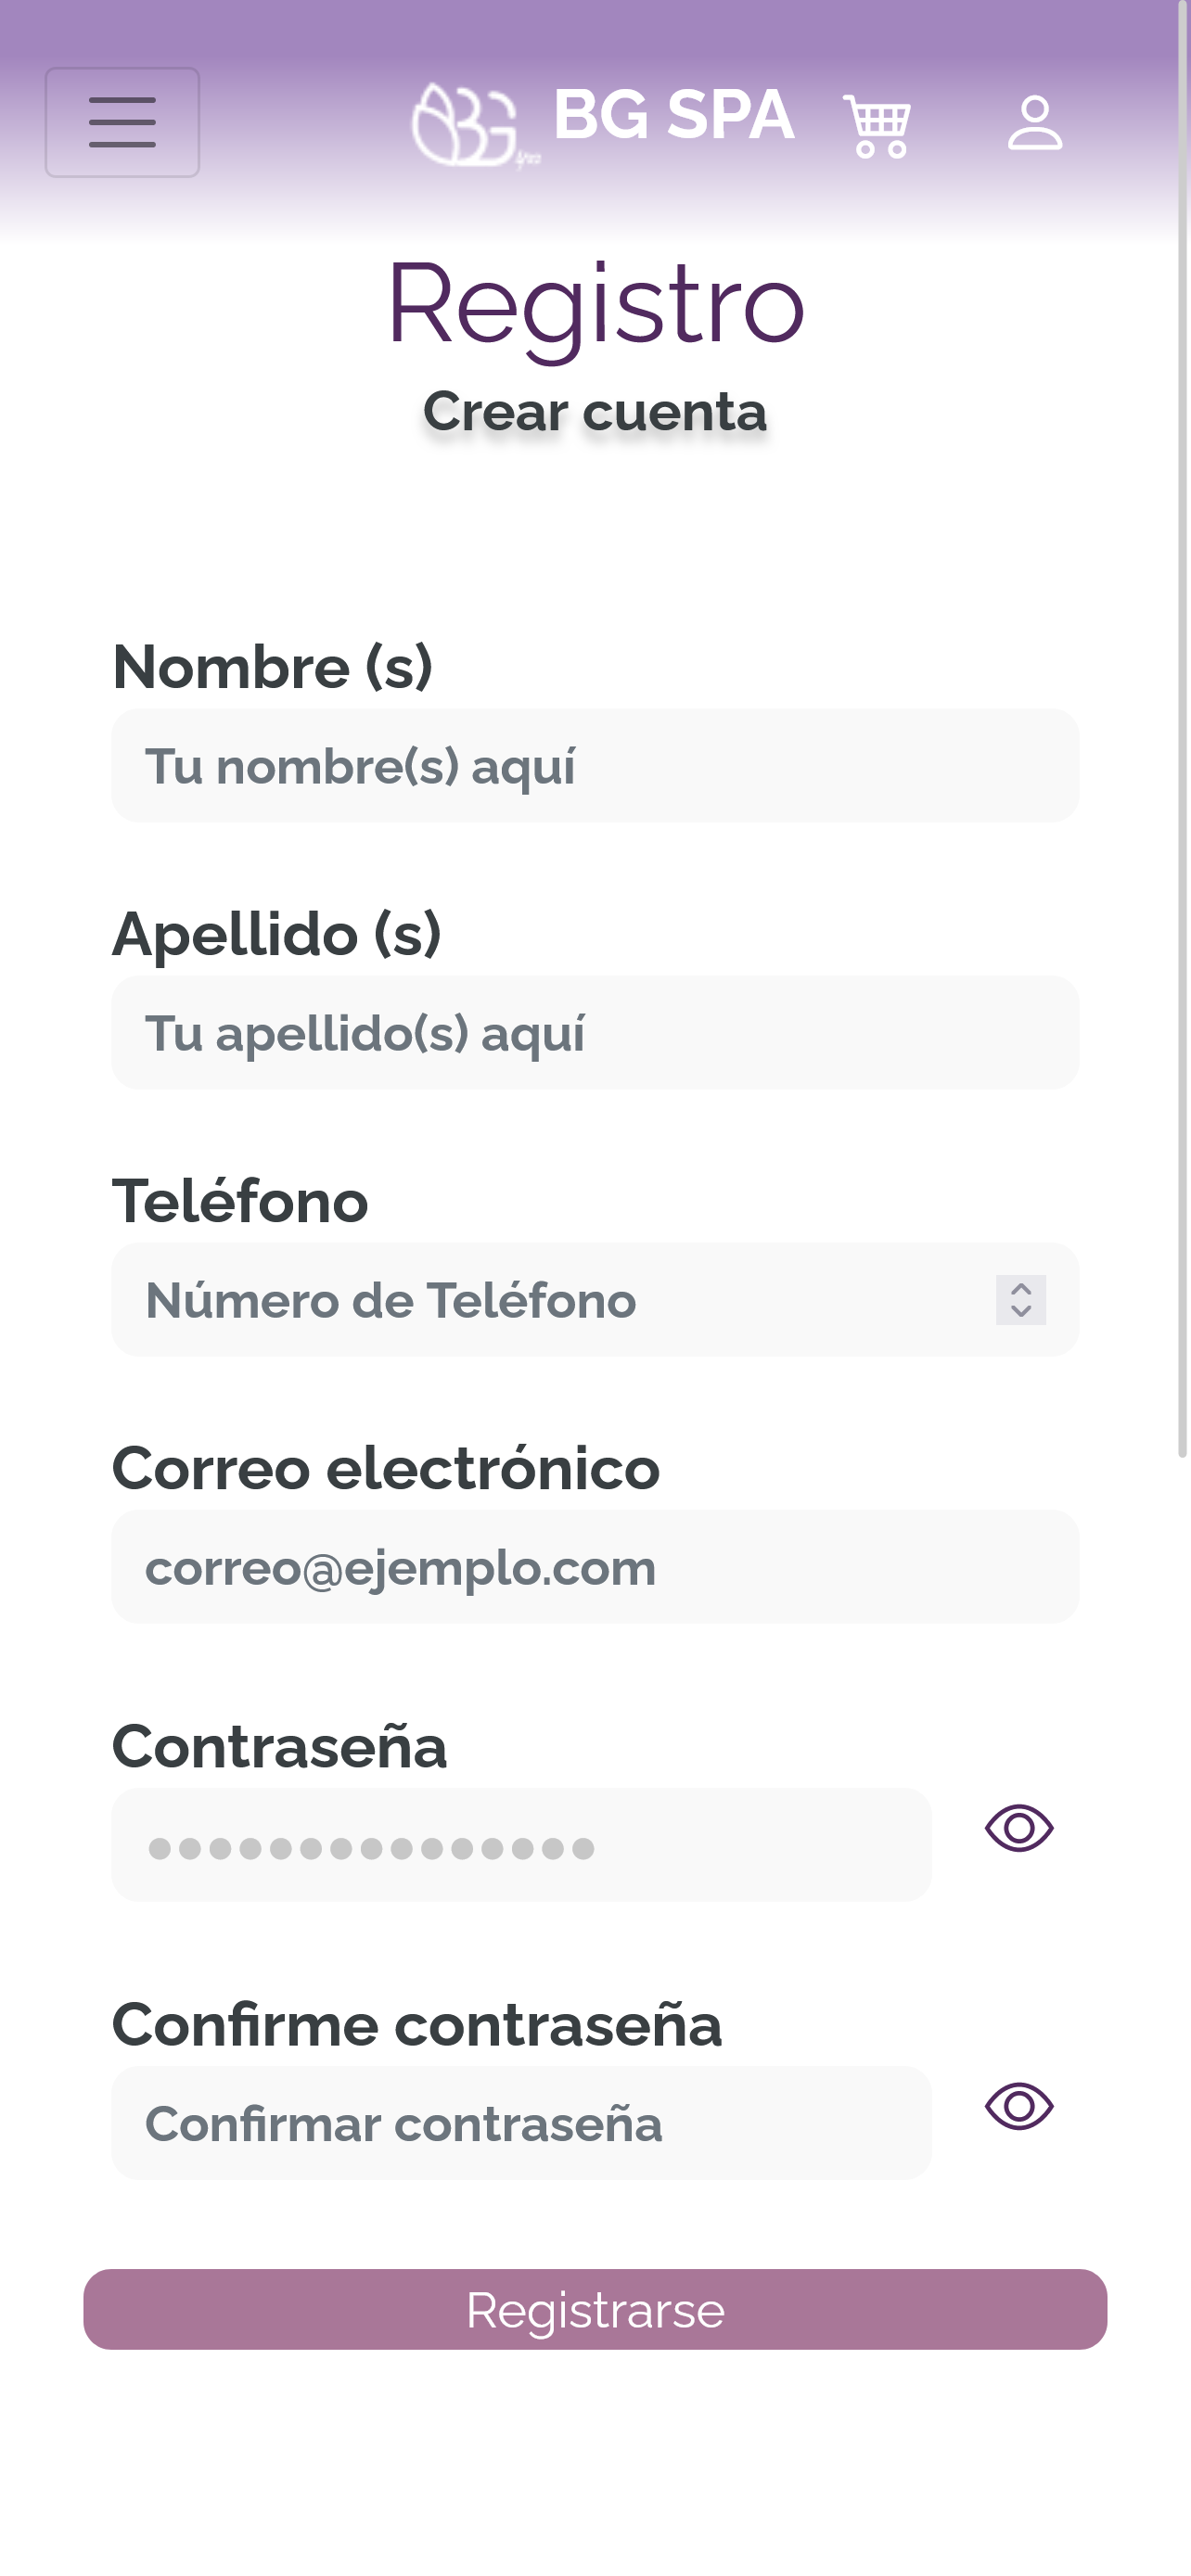 BG SPA
Registro
Crear cuenta
Nombre (s)
Tu nombre(s) aquí
Apellido (s)
Tu apellido(s) aquí
Teléfono
Número de Teléfono
Correo electrónico
correo@ejemplo.com
Contraseña
●●●●●●●●●●●●●●●
Confirme contraseña
Confirmar contraseña
Registrarse